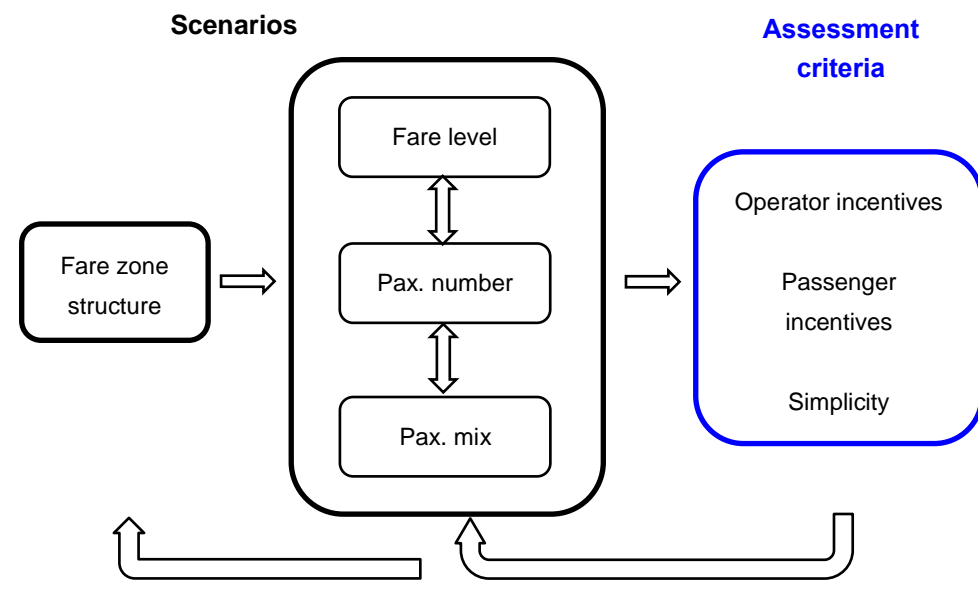 Scenarios
Assessment
criteria
Fare zone
structure
Fare level
Pax. number
Pax. mix
Operator incentives
Passenger
incentives
Simplicity